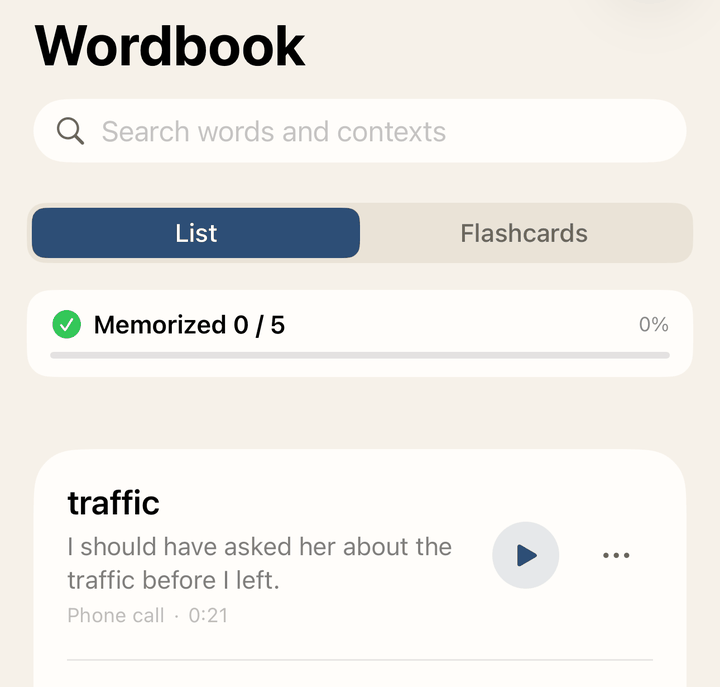 Wordbook
Search words and contexts
List
Flashcards
Memorized 0 / 5
0%
traffic
I should have asked her about the
traffic before I left.
Phone call · 0:21